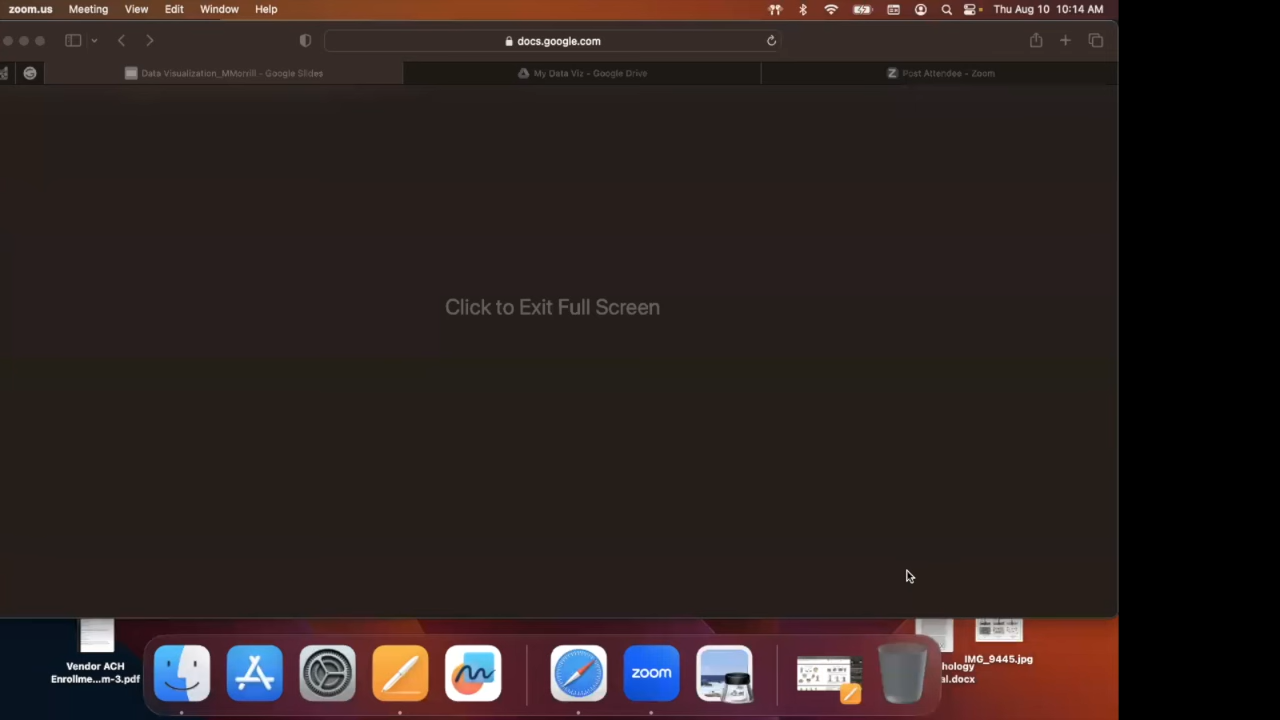 zoom.us Meeting View Edit Window Help Thu Aug 10 10:14 AM
docs.google.com
Data Visualization_MMorrill - Google Slides My Data Viz - Google Drive Post Attendee - Zoom
Click to Exit Full Screen
Vendor ACH
Enrollme...m-3.pdf
zoom
hology
al.docx
IMG_9445.jpg